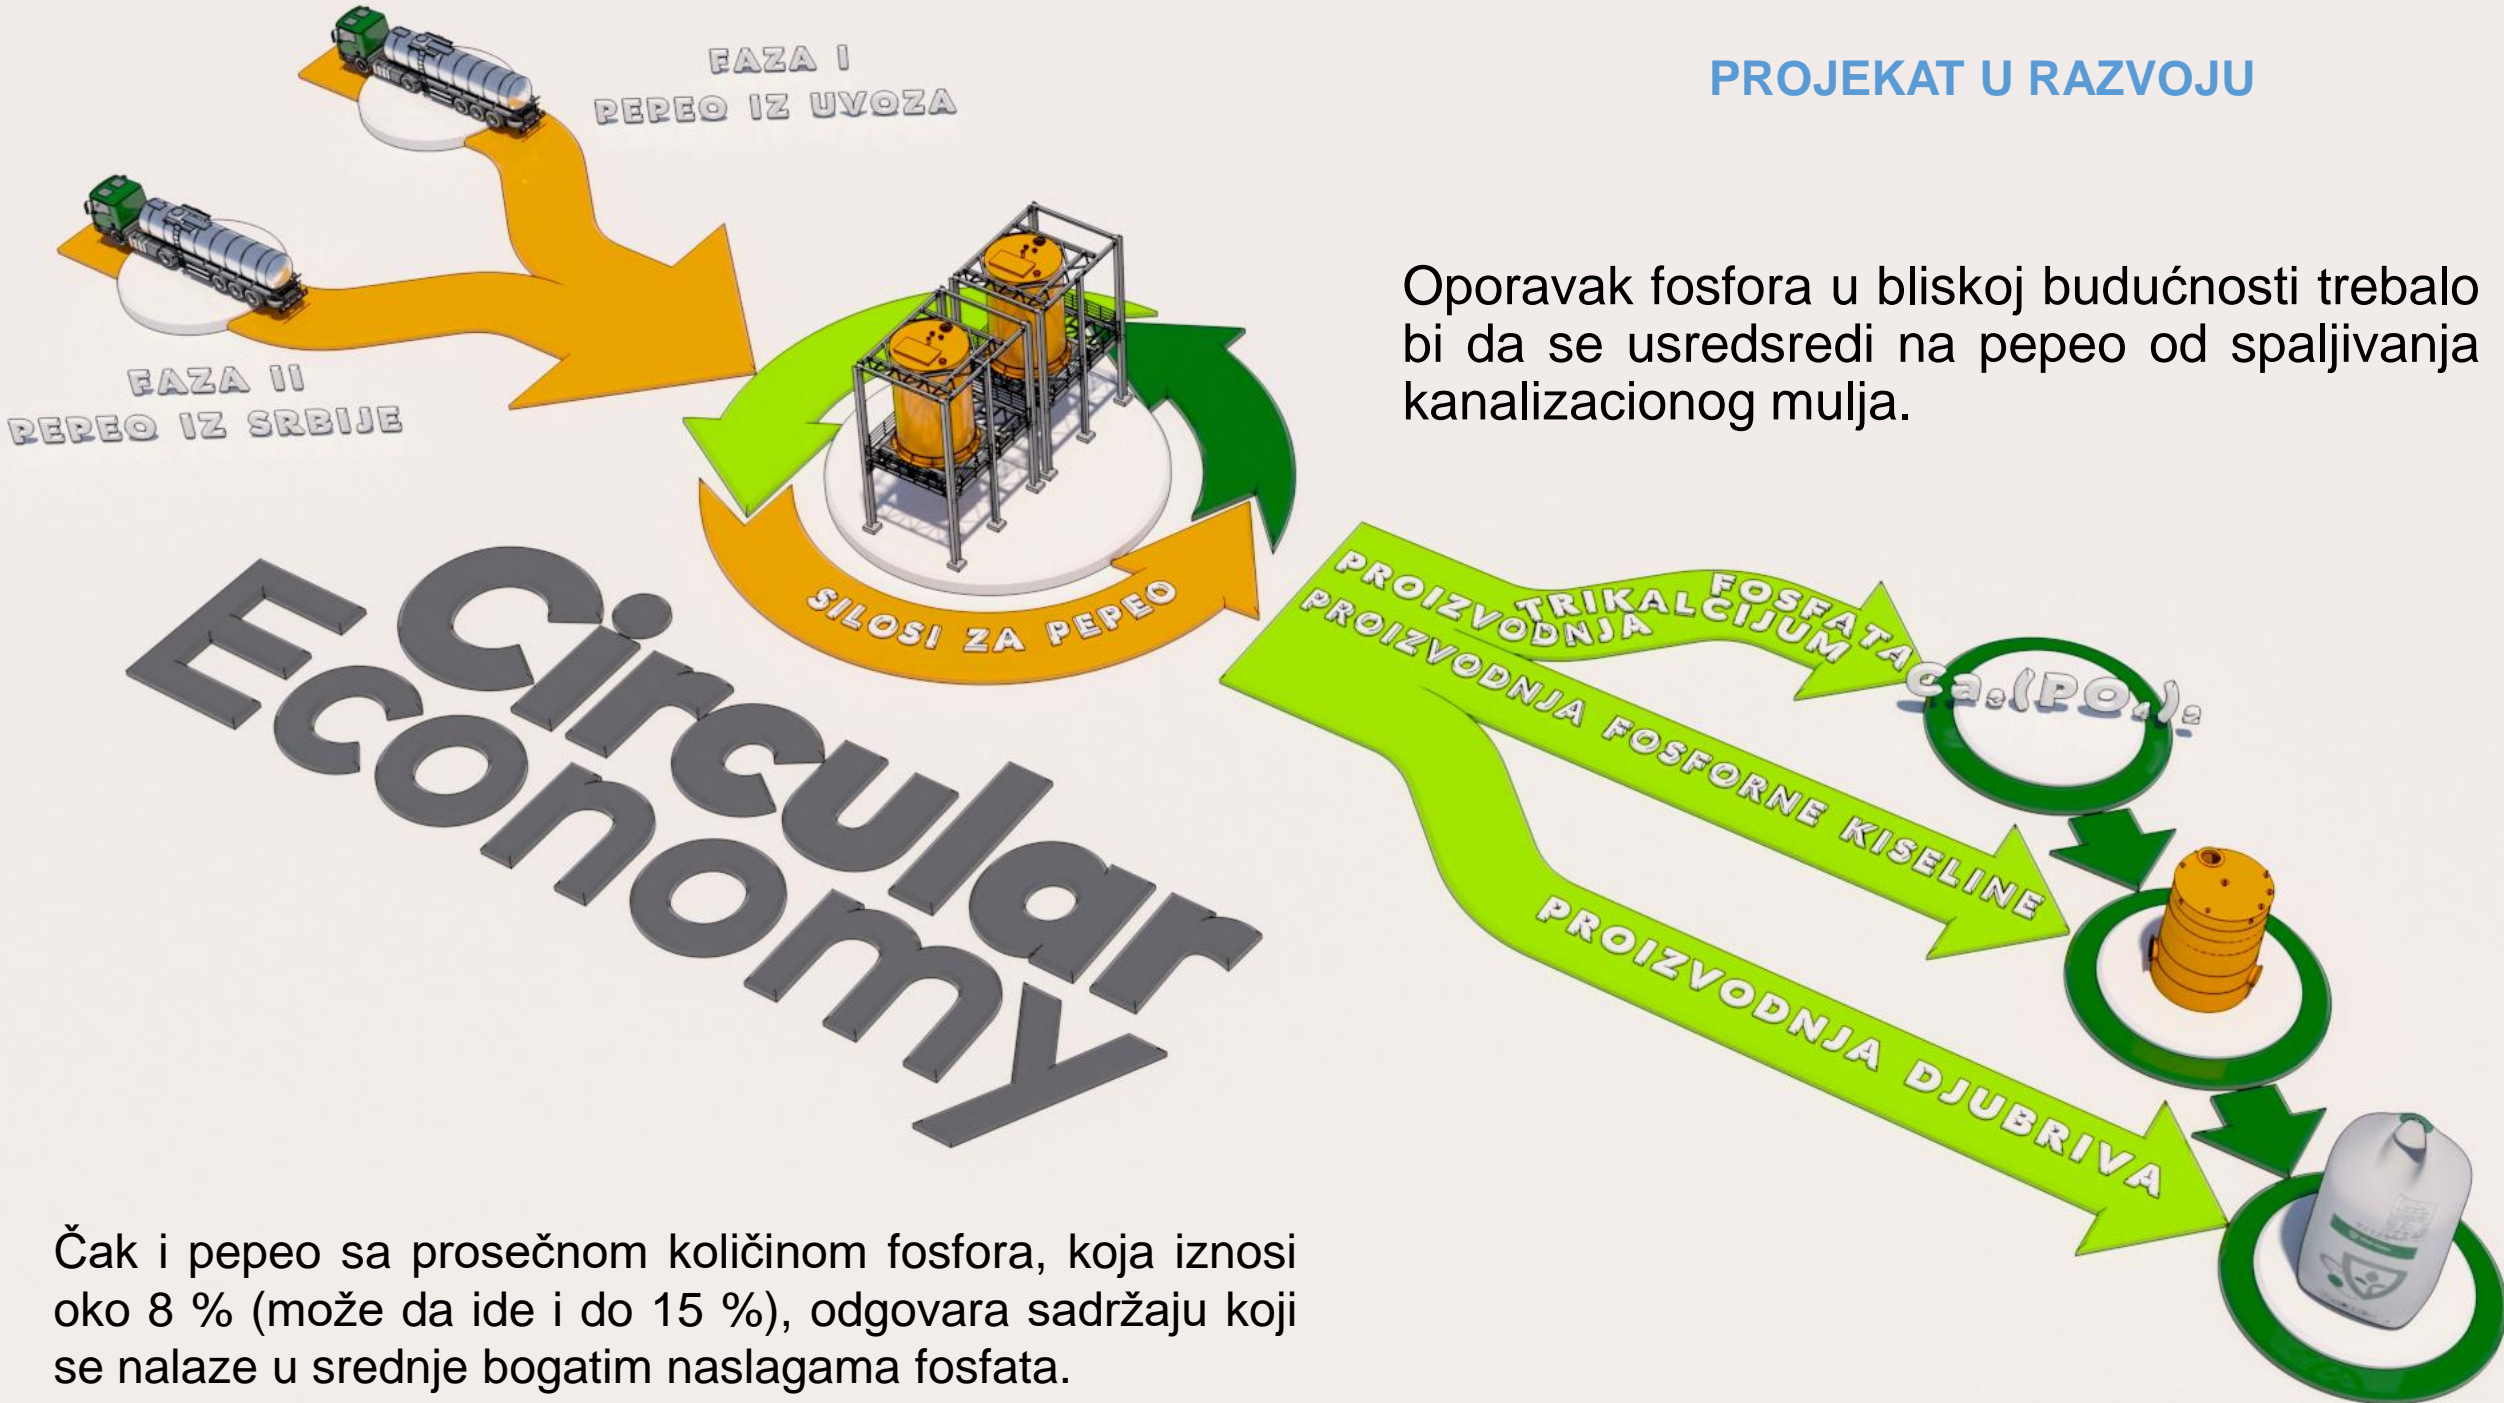 FAZA I
PEPEO IZ UVOZA
PROJEKAT U RAZVOJU
FAZA II
PEPEO IZ SRBIJE
Oporavak fosfora u bliskoj budućnosti trebalo
bi da se usredsredi na pepeo od spaljivanja
kanalizacionog mulja.
SILOSI ZA PEPEO
Circular
Economy
PROIZVODNJA
TRIKALCIJUM
FOSFATA
Ca3(PO4)2
PROIZVODNJA FOSFORNE KISELINE
PROIZVODNJA DJUBRIVA
Čak i pepeo sa prosečnom količinom fosfora, koja iznosi
oko 8 % (može da ide i do 15 %), odgovara sadržaju koji
se nalaze u srednje bogatim naslagama fosfata.